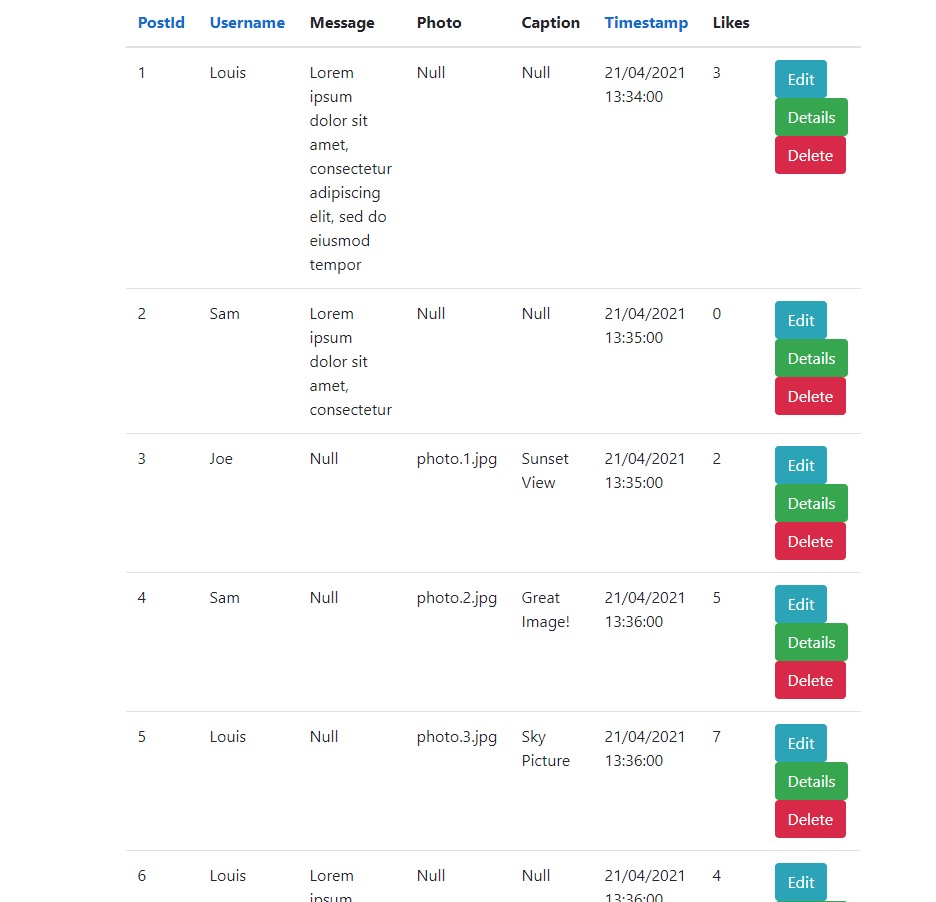 PostId Username Message Photo Caption Timestamp Likes
1 Louis Lorem Null Null 21/04/2021 3 Edit
ipsum 13:34:00
dolor sit Details
amet,
consectetur Delete
adipiscing
elit, sed do
eiusmod
tempor
2 Sam Lorem Null Null 21/04/2021 0 Edit
ipsum 13:35:00
dolor sit Details
amet,
consectetur Delete
3 Joe Null photo.1.jpg Sunset 21/04/2021 2 Edit
View 13:35:00
Details
Delete
4 Sam Null photo.2.jpg Great 21/04/2021 5 Edit
Image! 13:36:00
Details
Delete
5 Louis Null photo.3.jpg Sky 21/04/2021 7 Edit
Picture 13:36:00
Details
Delete
6 Louis Lorem Null Null 21/04/2021 4 Edit
ipsum 13:36:00